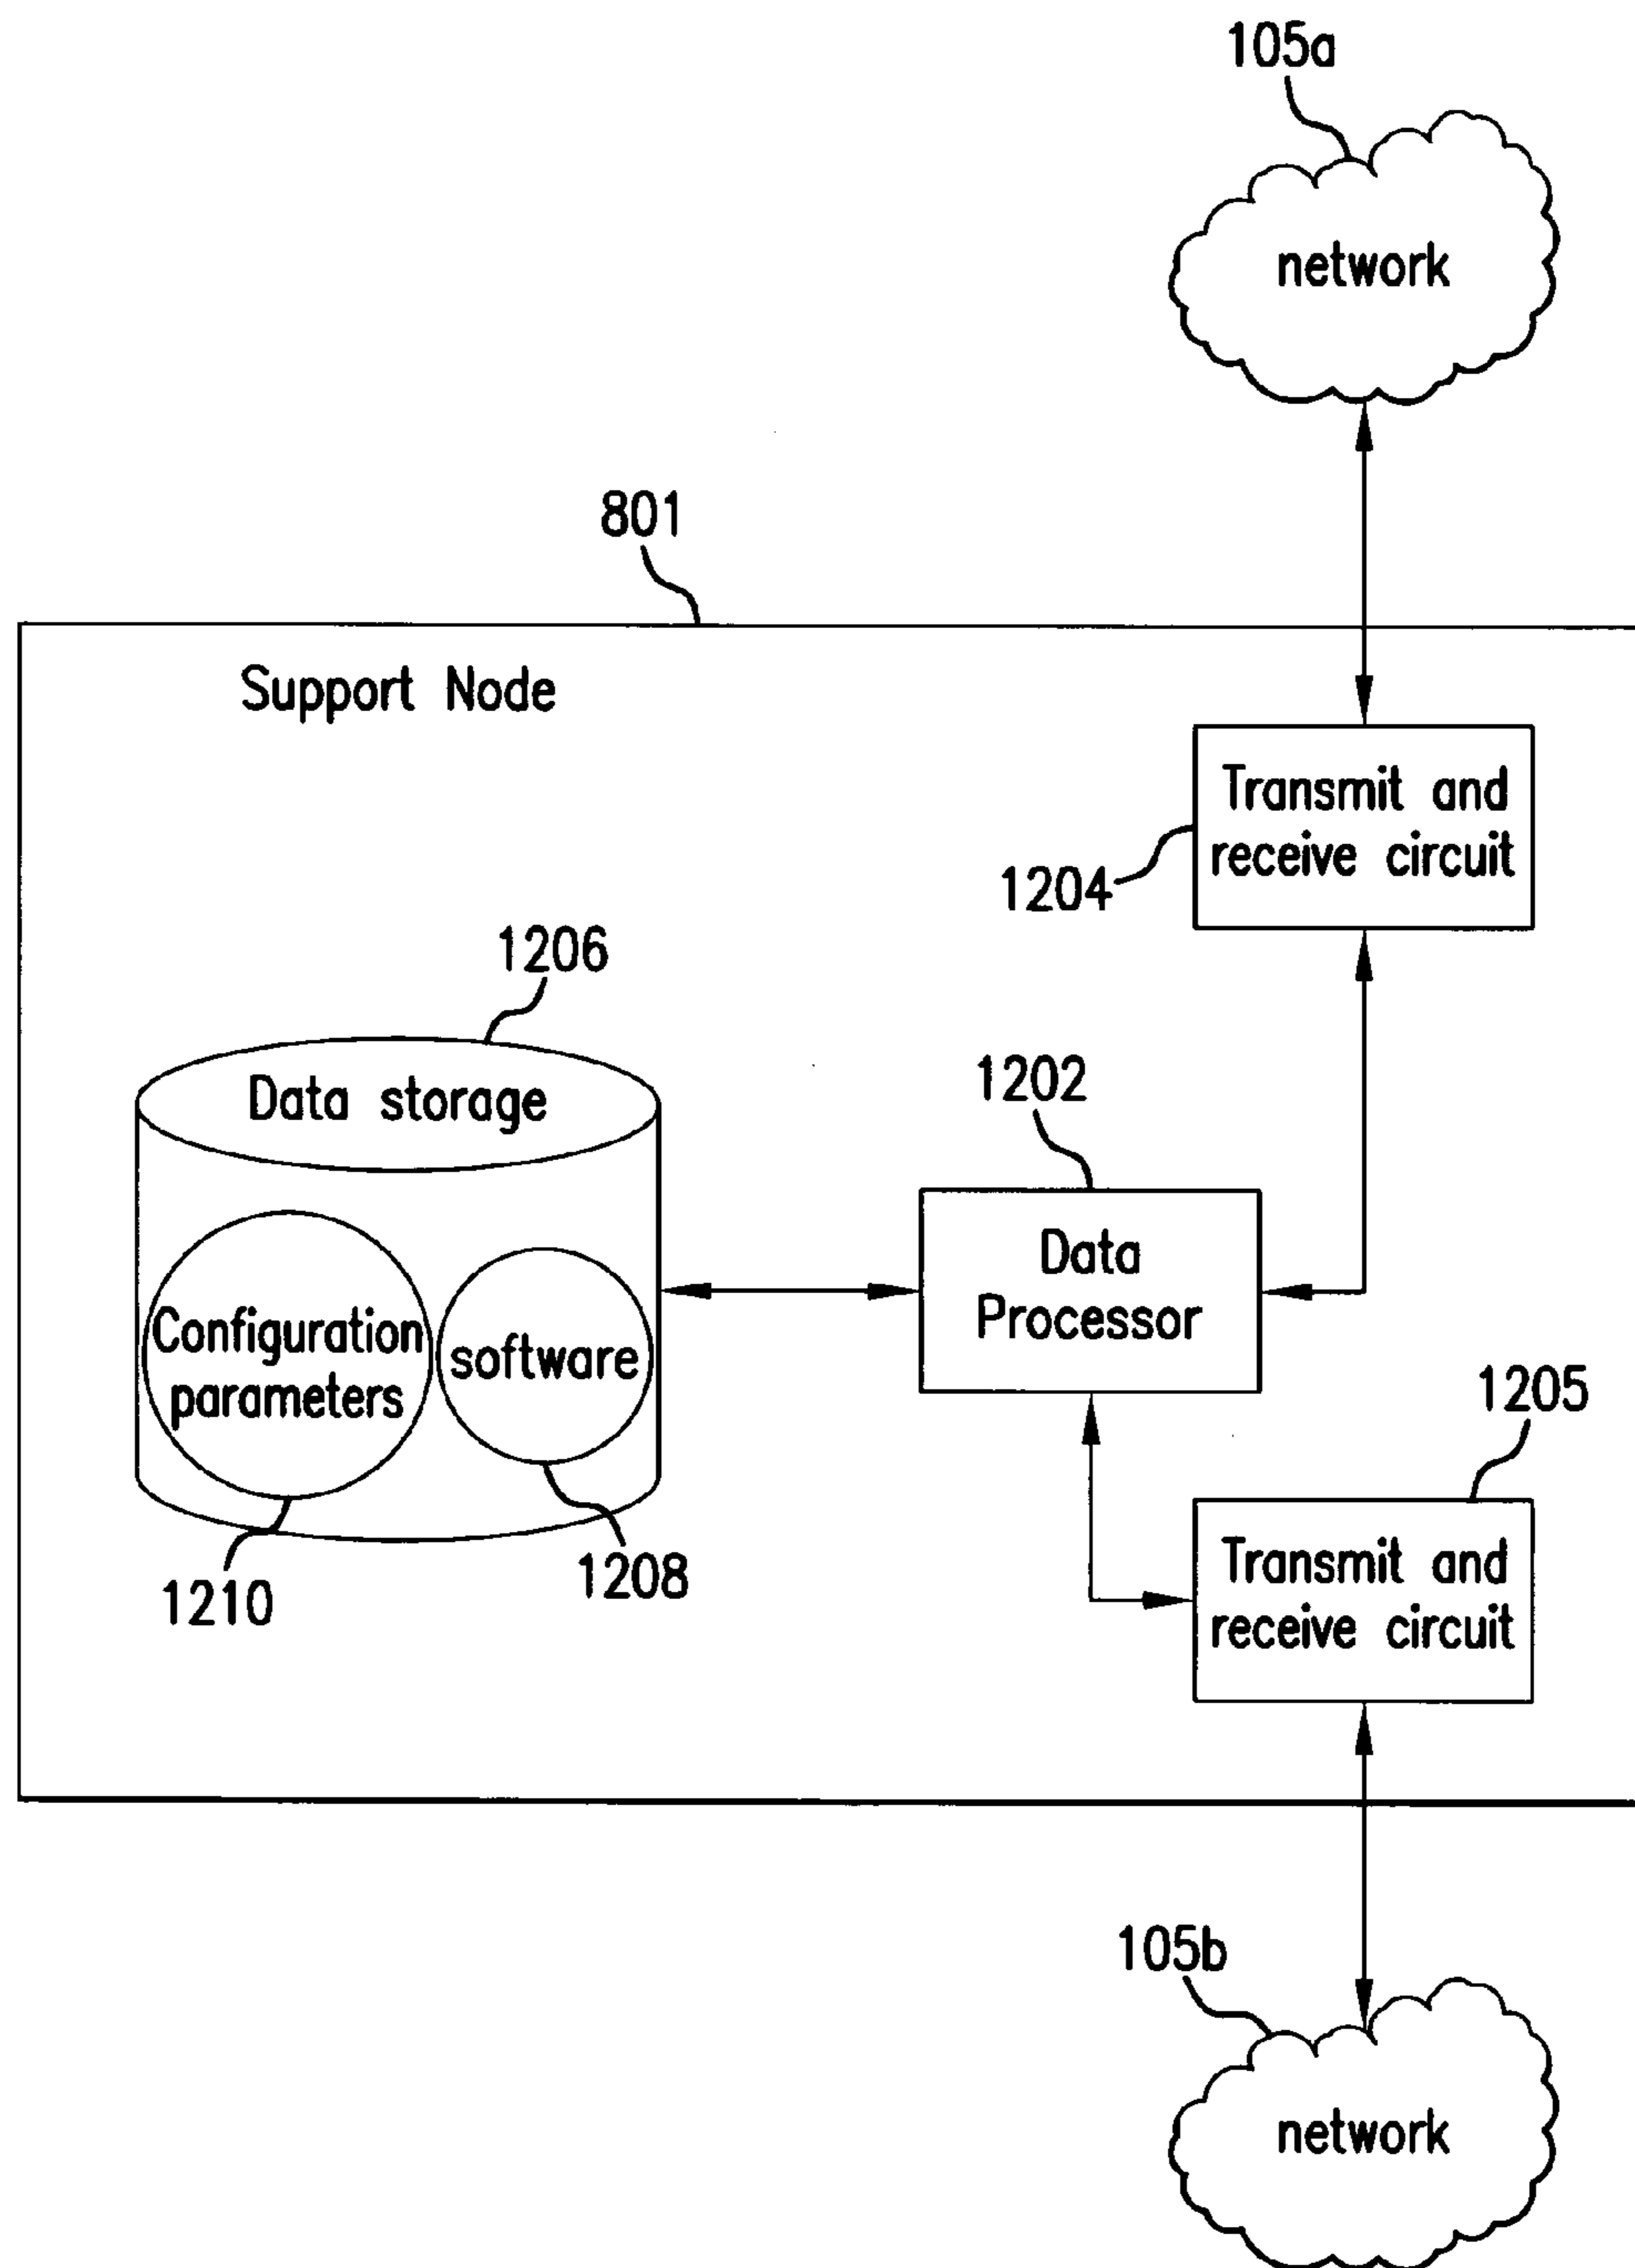 105a
network
801
Support Node
Transmit and
receive circuit
1204
1206
Data storage
1202
Data
Processor
Configuration
parameters
software
1205
Transmit and
receive circuit
1210
1208
105b
network